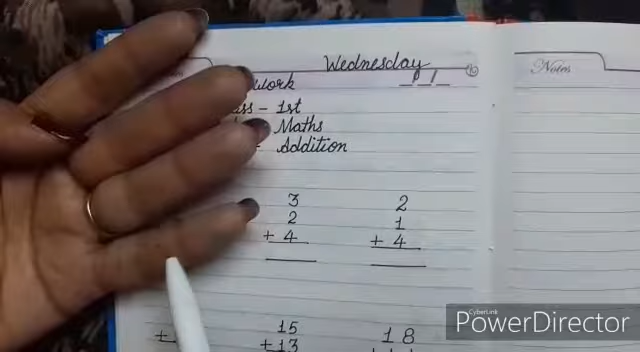 Wednesday
work
ss - 1st
Maths
- Addition
Notes
3 2
2 1
+ 4 + 4
15 18
+ 13
CyberLink
PowerDirector